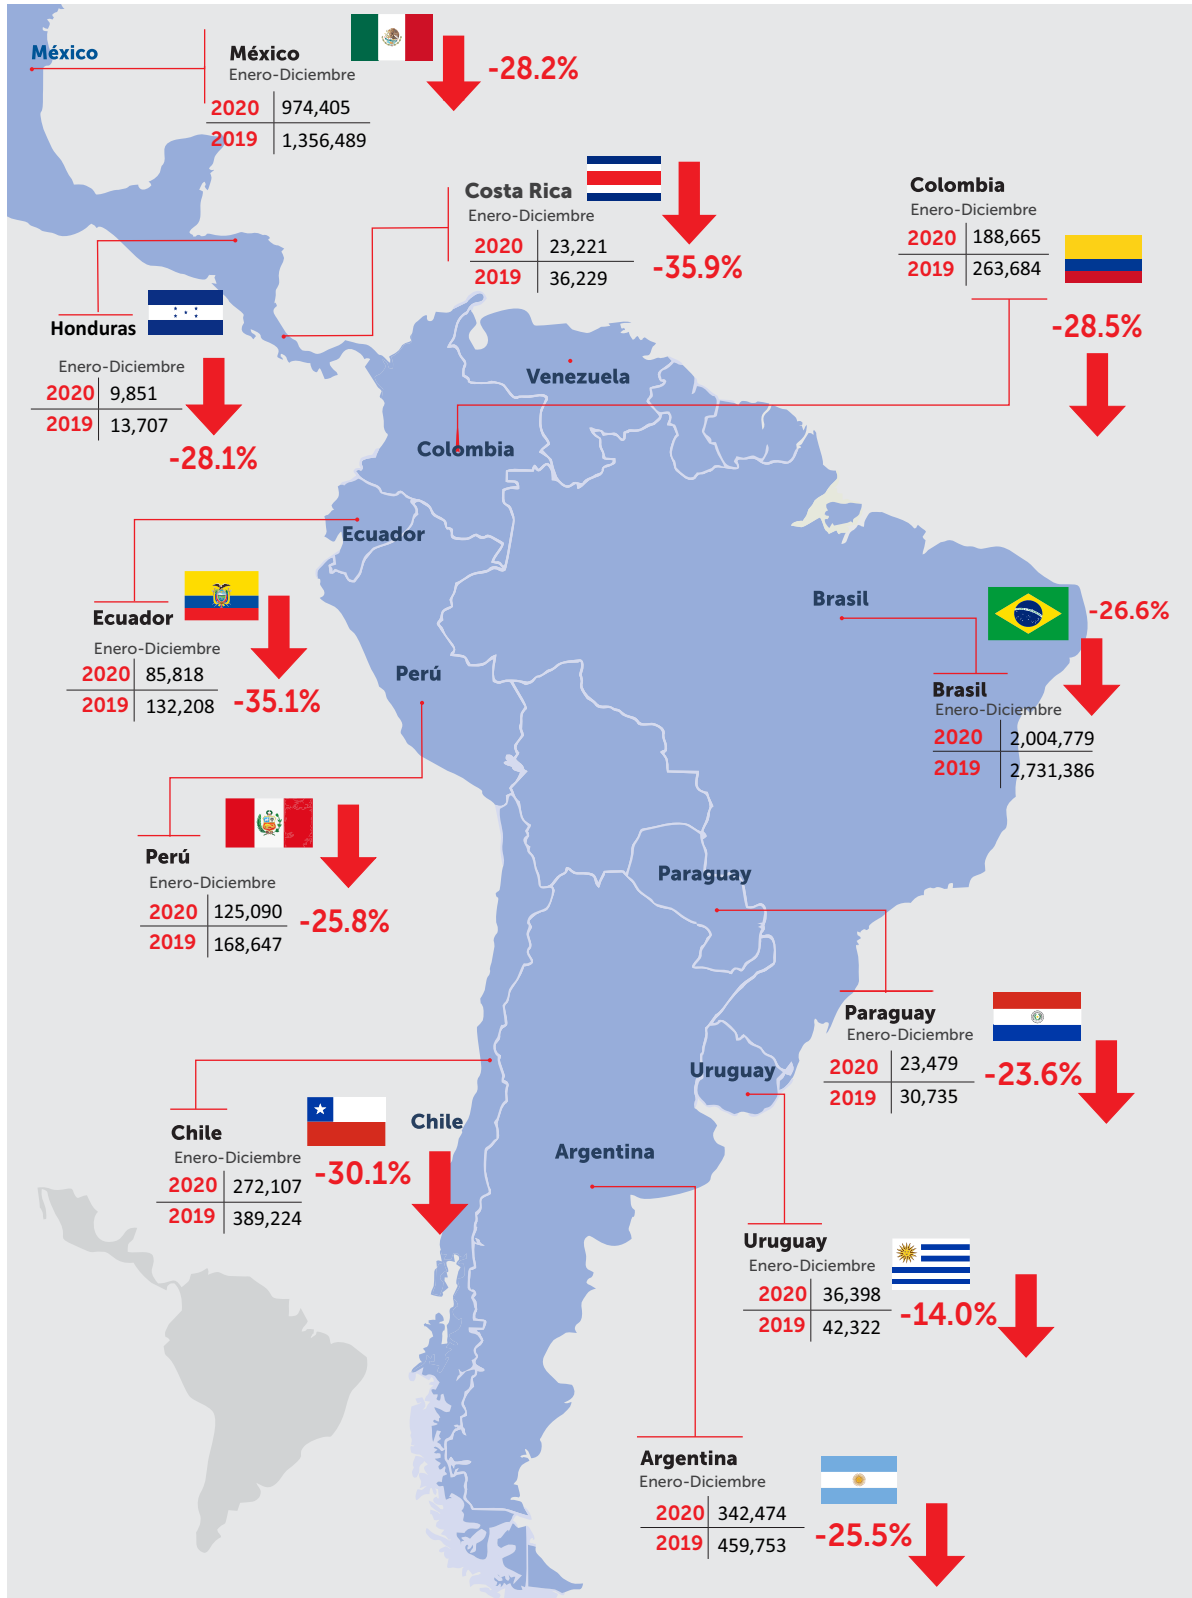 México
México
Enero-Diciembre
2020 974,405
2019 1,356,489
-28.2%
Costa Rica
Enero-Diciembre
2020 23,221
2019 36,229
-35.9%
Colombia
Enero-Diciembre
2020 188,665
2019 263,684
-28.5%
Honduras
Enero-Diciembre
2020 9,851
2019 13,707
-28.1%
Venezuela
Colombia
Ecuador
Ecuador
Enero-Diciembre
2020 85,818
2019 132,208
-35.1%
Brasil
-26.6%
Brasil
Enero-Diciembre
2020 2,004,779
2019 2,731,386
Perú
Perú
Enero-Diciembre
2020 125,090
2019 168,647
-25.8%
Paraguay
Paraguay
Enero-Diciembre
2020 23,479
2019 30,735
-23.6%
Uruguay
Chile
Chile
Enero-Diciembre
2020 272,107
2019 389,224
-30.1%
Argentina
Uruguay
Enero-Diciembre
2020 36,398
2019 42,322
-14.0%
Argentina
Enero-Diciembre
2020 342,474
2019 459,753
-25.5%